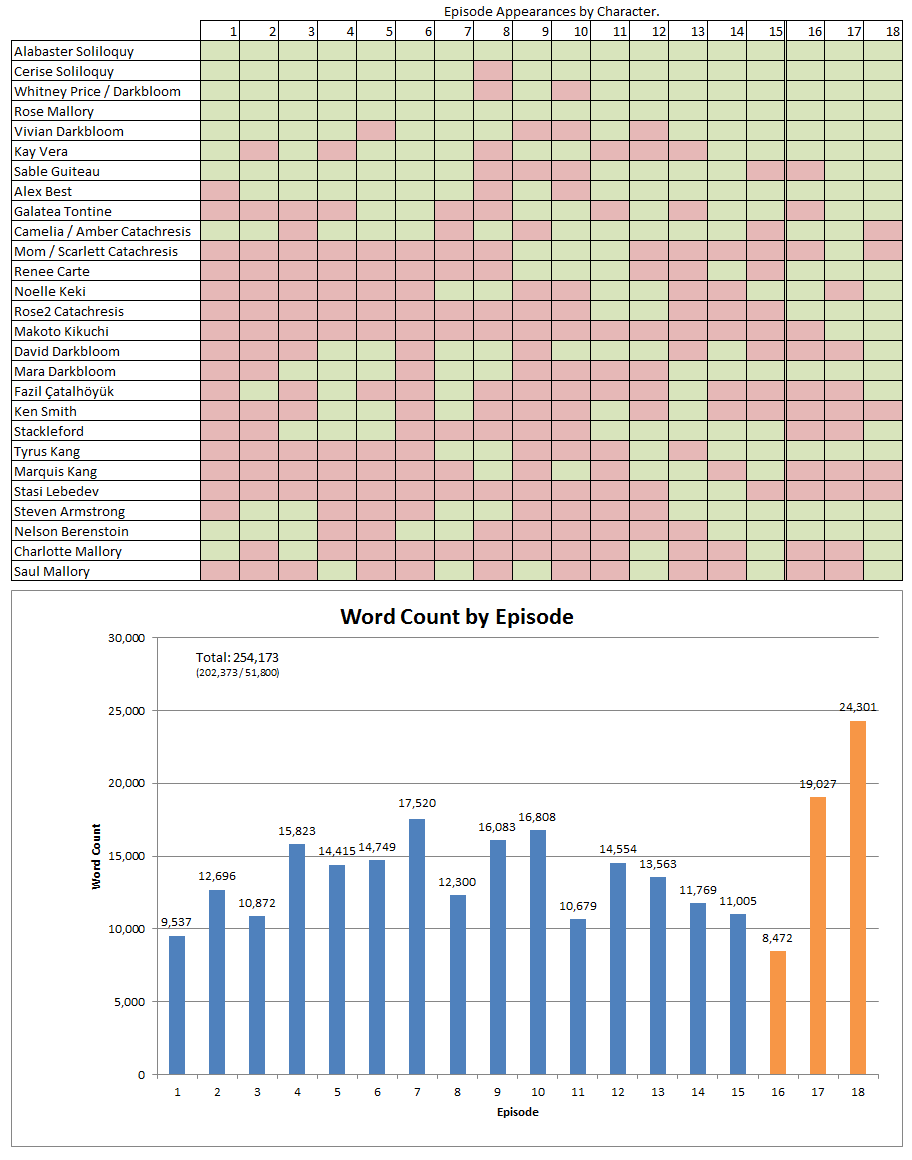 Episode Appearances by Character.
1 2 3 4 5 6 7 8 9 10 11 12 13 14 15 16 17 18
Alabaster Soliloquy
Cerise Soliloquy
Whitney Price / Darkbloom
Rose Mallory
Vivian Darkbloom
Kay Vera
Sable Guiteau
Alex Best
Galatea Tontine
Camelia / Amber Catachresis
Mom / Scarlett Catachresis
Renee Carte
Noelle Keki
Rose2 Catachresis
Makoto Kikuchi
David Darkbloom
Mara Darkbloom
Fazil Çatalhöyük
Ken Smith
Stackleford
Tyrus Kang
Marquis Kang
Stasi Lebedev
Steven Armstrong
Nelson Berenstoin
Charlotte Mallory
Saul Mallory
Word Count by Episode
Total: 254,173
(202,373 / 51,800)
Word Count
30,000
25,000
20,000
15,000
10,000
5,000
0
9,537
12,696
10,872
15,823
14,415
14,749
17,520
12,300
16,083
16,808
10,679
14,554
13,563
11,769
11,005
8,472
19,027
24,301
1 2 3 4 5 6 7 8 9 10 11 12 13 14 15 16 17 18
Episode